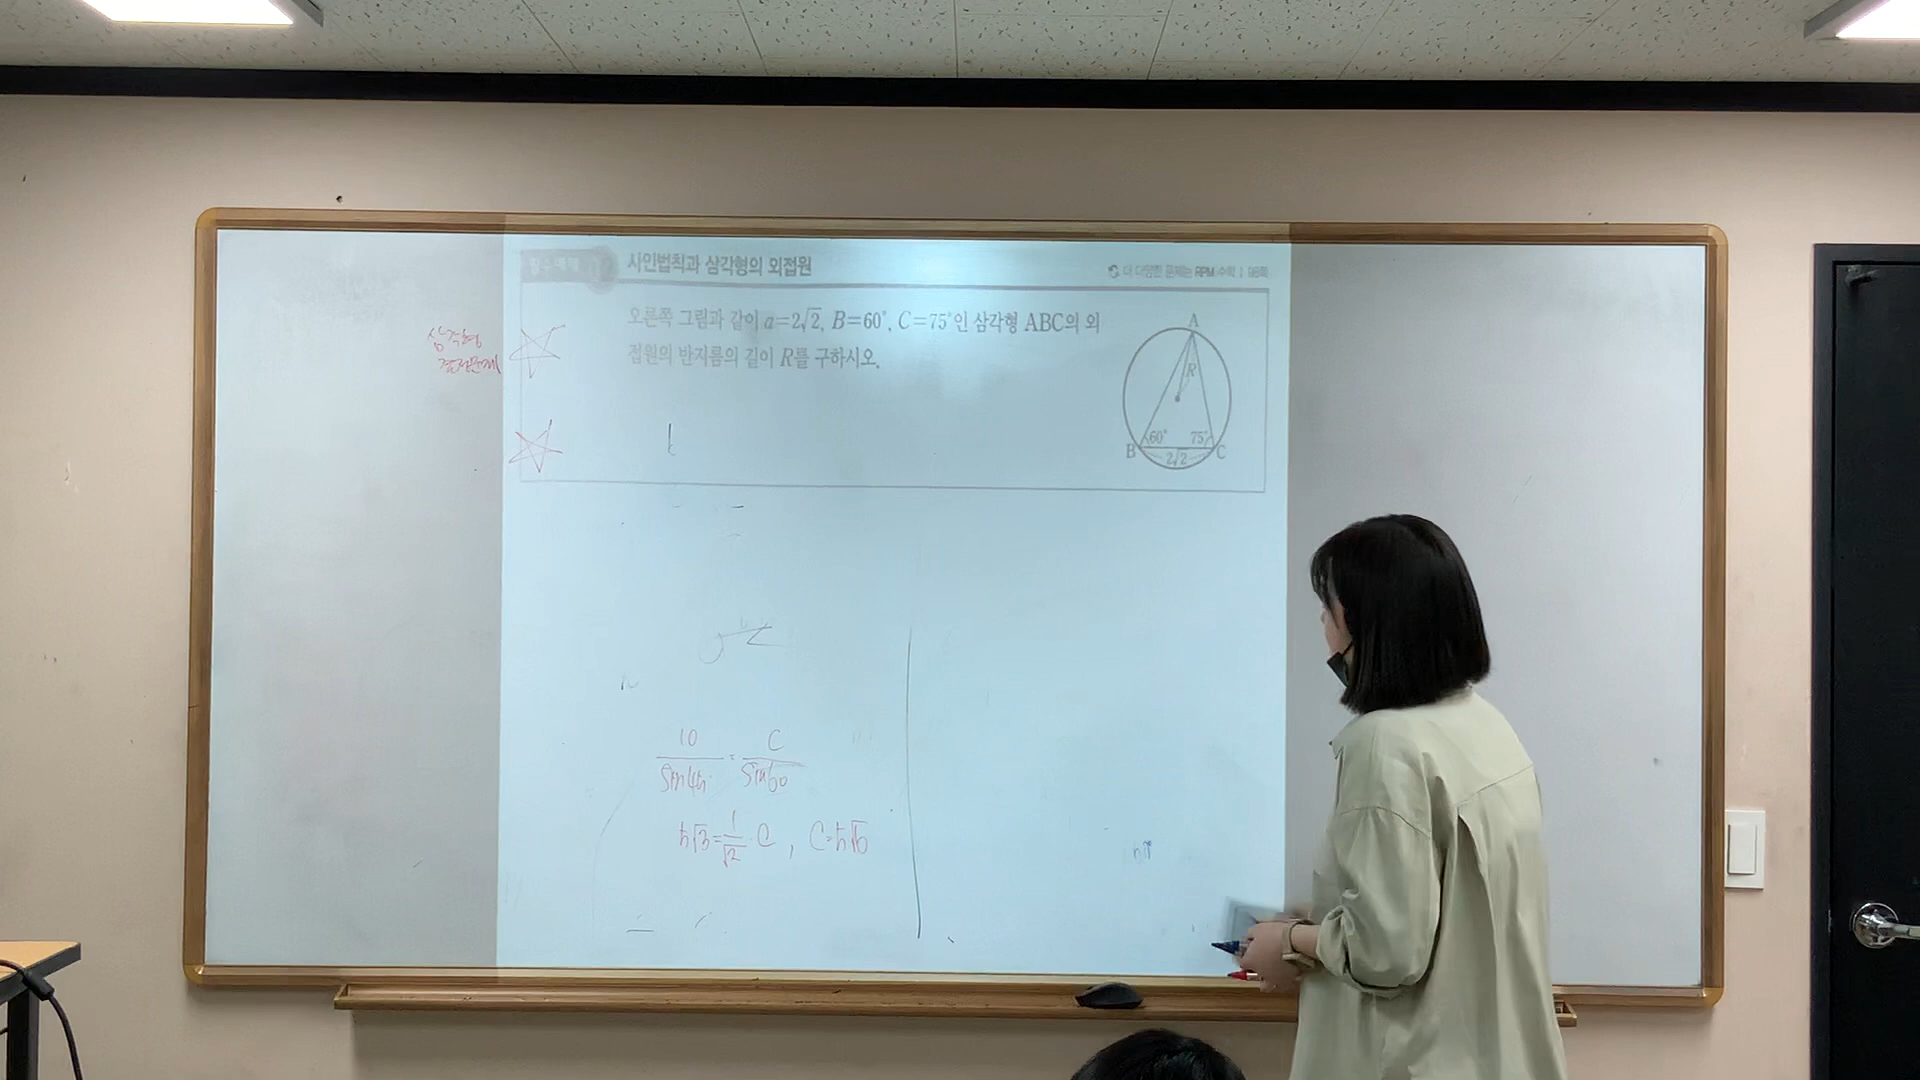 사인법칙과 삼각형의 외접원
더 다양한 문제는 RPM 수학 I 98쪽
오른쪽 그림과 같이 a=2√2, B=60°, C=75°인 삼각형 ABC의 외
접원의 반지름의 길이 R를 구하시오.
A
R
60° 75°
B C
2√2
삼각형
결정문제
10/sin45 = C/sin60
5√3=1/√2·C, C=5√6